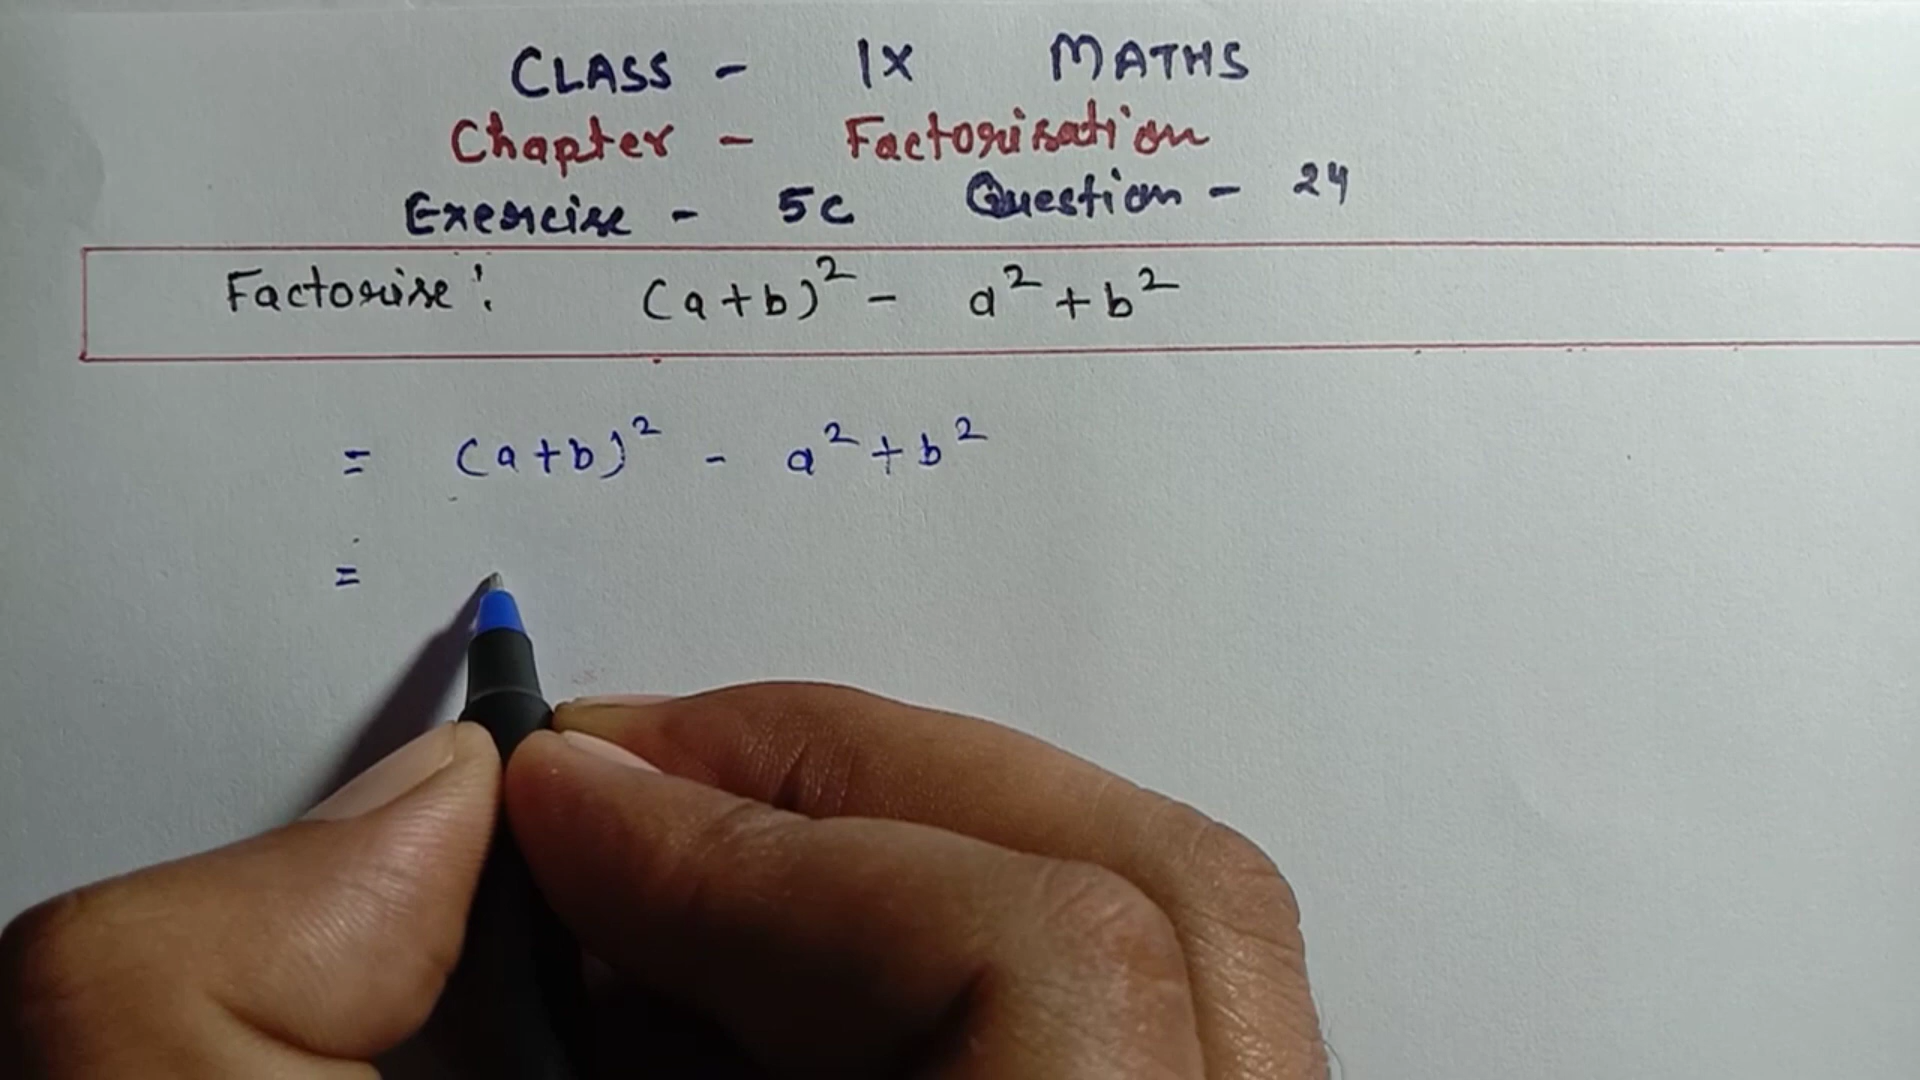 CLASS - IX MATHS
Chapter - Factorisation
Exercise - 5C Question - 24
Factorise: (a+b)² - a² + b²
= (a+b)² - a² + b²
=